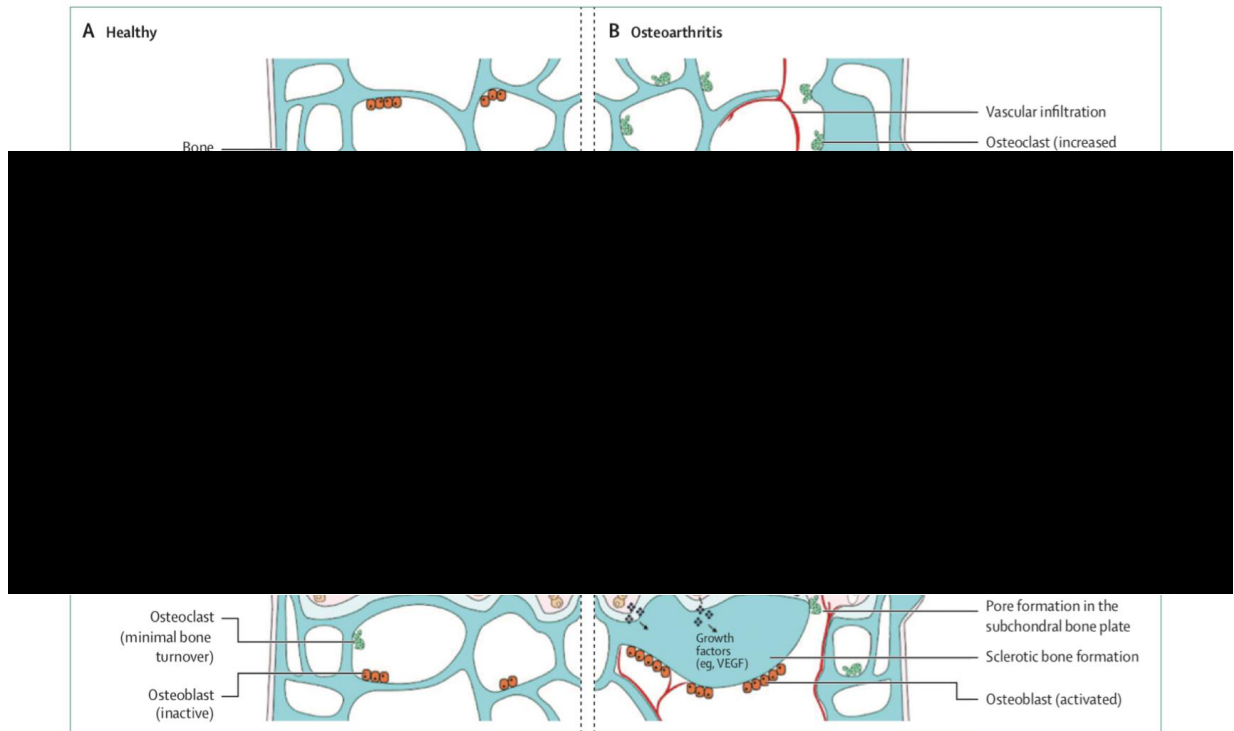 A Healthy
B Osteoarthritis
Bone
Vascular infiltration
Osteoclast (increased
Osteoclast
(minimal bone
turnover)
Osteoblast
(inactive)
Growth
factors
(eg, VEGF)
Pore formation in the
subchondral bone plate
Sclerotic bone formation
Osteoblast (activated)